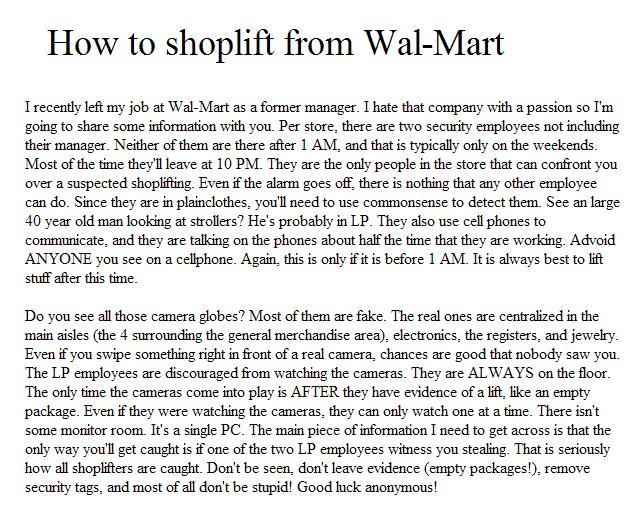 How to shoplift from Wal-Mart
I recently left my job at Wal-Mart as a former manager. I hate that company with a passion so I'm
going to share some information with you. Per store, there are two security employees not including
their manager. Neither of them are there after 1 AM, and that is typically only on the weekends.
Most of the time they'll leave at 10 PM. They are the only people in the store that can confront you
over a suspected shoplifting. Even if the alarm goes off, there is nothing that any other employee
can do. Since they are in plainclothes, you'll need to use commonsense to detect them. See an large
40 year old man looking at strollers? He's probably in LP. They also use cell phones to
communicate, and they are talking on the phones about half the time that they are working. Advoid
ANYONE you see on a cellphone. Again, this is only if it is before 1 AM. It is always best to lift
stuff after this time.
Do you see all those camera globes? Most of them are fake. The real ones are centralized in the
main aisles (the 4 surrounding the general merchandise area), electronics, the registers, and jewelry.
Even if you swipe something right in front of a real camera, chances are good that nobody saw you.
The LP employees are discouraged from watching the cameras. They are ALWAYS on the floor.
The only time the cameras come into play is AFTER they have evidence of a lift, like an empty
package. Even if they were watching the cameras, they can only watch one at a time. There isn't
some monitor room. It's a single PC. The main piece of information I need to get across is that the
only way you'll get caught is if one of the two LP employees witness you stealing. That is seriously
how all shoplifters are caught. Don't be seen, don't leave evidence (empty packages!), remove
security tags, and most of all don't be stupid! Good luck anonymous!